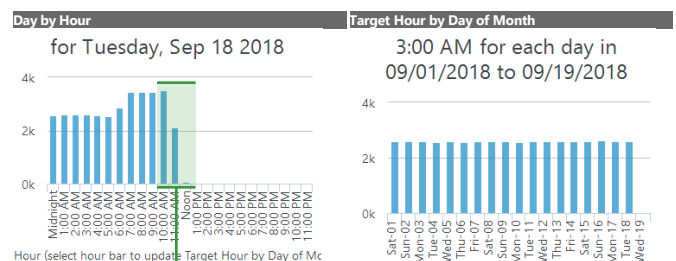 Day by Hour
for Tuesday, Sep 18 2018
4k
2k
0k
Midnight
1:00 AM
2:00 AM
3:00 AM
4:00 AM
5:00 AM
6:00 AM
7:00 AM
8:00 AM
9:00 AM
10:00 AM
11:00 AM
Noon
1:00 PM
2:00 PM
3:00 PM
4:00 PM
5:00 PM
6:00 PM
7:00 PM
8:00 PM
9:00 PM
10:00 PM
11:00 PM
Hour (select hour bar to update Target Hour by Day of Mo
Target Hour by Day of Month
3:00 AM for each day in
09/01/2018 to 09/19/2018
4k
2k
0k
Sat-01
Sun-02
Mon-03
Tue-04
Wed-05
Thu-06
Fri-07
Sat-08
Sun-09
Mon-10
Tue-11
Wed-12
Thu-13
Fri-14
Sat-15
Sun-16
Mon-17
Tue-18
Wed-19